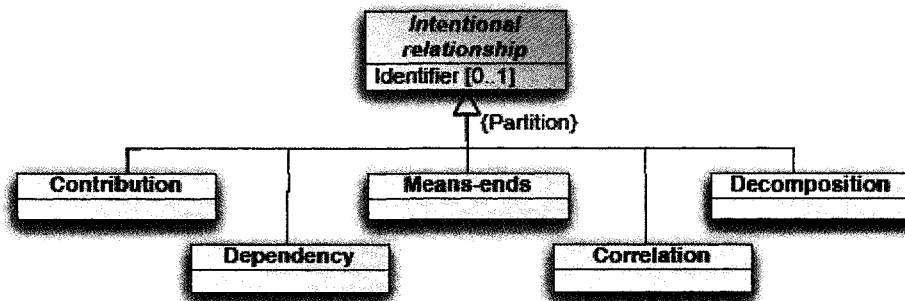 Intentional
relationship
Identifier [0..1]
{Partition}
Contribution
Means-ends
Decomposition
Dependency
Correlation